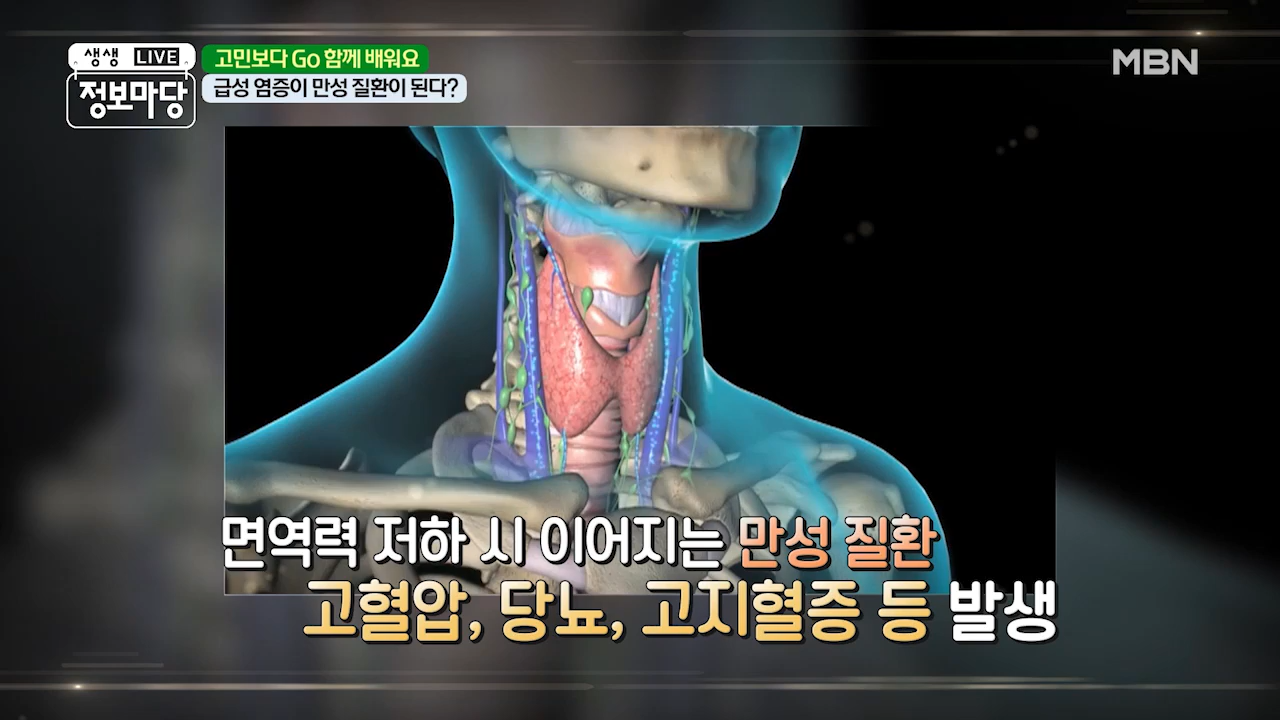 생생 LIVE
정보마당
고민보다 Go 함께 배워요
급성 염증이 만성 질환이 된다?
MBN
면역력 저하 시 이어지는 만성 질환
고혈압, 당뇨, 고지혈증 등 발생